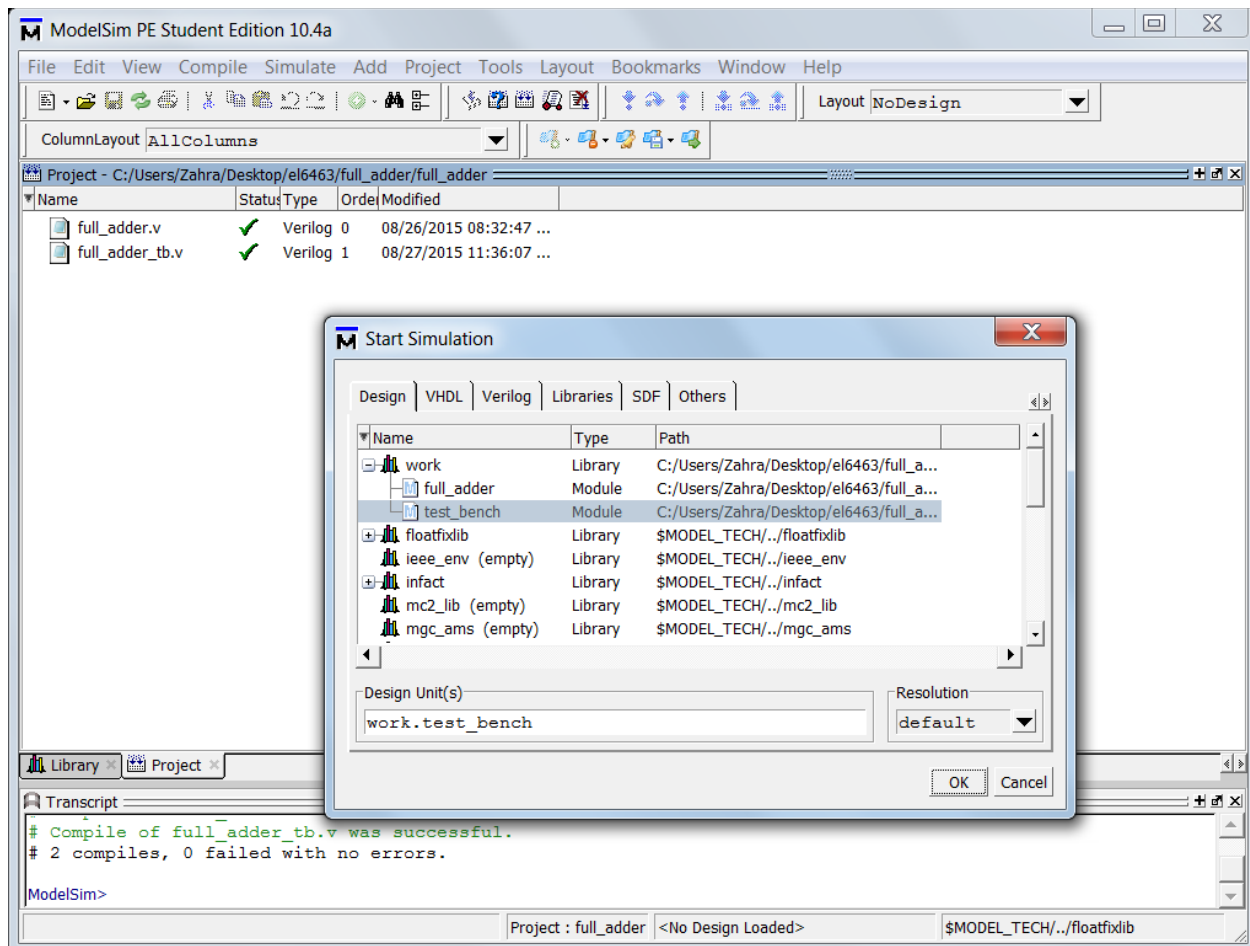 ModelSim PE Student Edition 10.4a
File Edit View Compile Simulate Add Project Tools Layout Bookmarks Window Help
Layout NoDesign
ColumnLayout AllColumns
Project - C:/Users/Zahra/Desktop/el6463/full_adder/full_adder
Name Status Type Order Modified
full_adder.v Verilog 0 08/26/2015 08:32:47 ...
full_adder_tb.v Verilog 1 08/27/2015 11:36:07 ...
Start Simulation
Design VHDL Verilog Libraries SDF Others
Name Type Path
work Library C:/Users/Zahra/Desktop/el6463/full_a...
full_adder Module C:/Users/Zahra/Desktop/el6463/full_a...
test_bench Module C:/Users/Zahra/Desktop/el6463/full_a...
floatfixlib Library $MODEL_TECH/../floatfixlib
ieee_env (empty) Library $MODEL_TECH/../ieee_env
infact Library $MODEL_TECH/../infact
mc2_lib (empty) Library $MODEL_TECH/../mc2_lib
mgc_ams (empty) Library $MODEL_TECH/../mgc_ams
Design Unit(s) Resolution
work.test_bench default
OK Cancel
Library Project
Transcript
# Compile of full_adder_tb.v was successful.
# 2 compiles, 0 failed with no errors.
ModelSim>
Project : full_adder <No Design Loaded> $MODEL_TECH/../floatfixlib